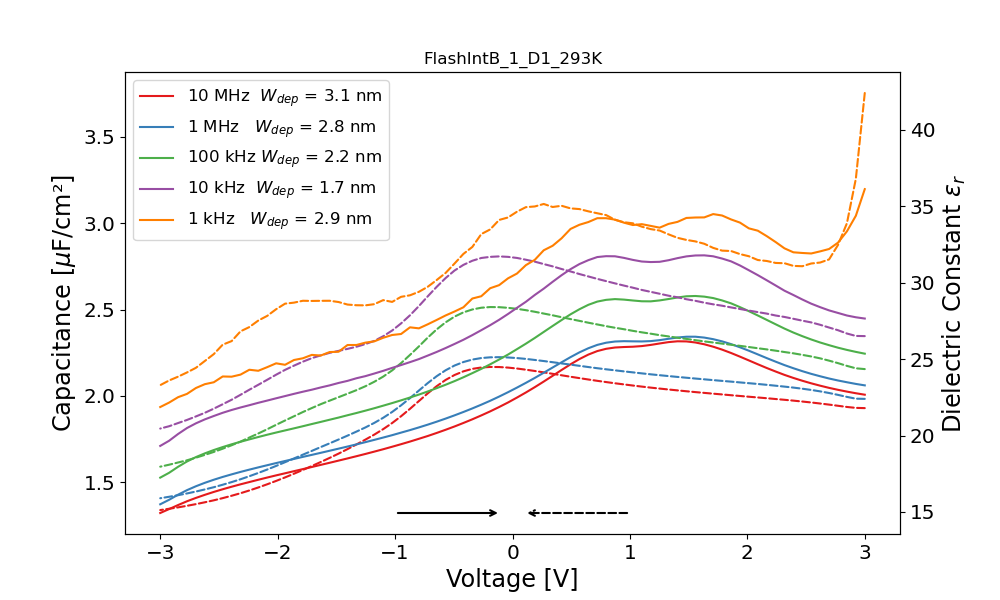 FlashIntB_1_D1_293K
10 MHz W_dep = 3.1 nm
1 MHz W_dep = 2.8 nm
100 kHz W_dep = 2.2 nm
10 kHz W_dep = 1.7 nm
1 kHz W_dep = 2.9 nm
Capacitance [μF/cm²]
3.5
3.0
2.5
2.0
1.5
40
35
30
25
20
15
Dielectric Constant ε_r
−3 −2 −1 0 1 2 3
Voltage [V]